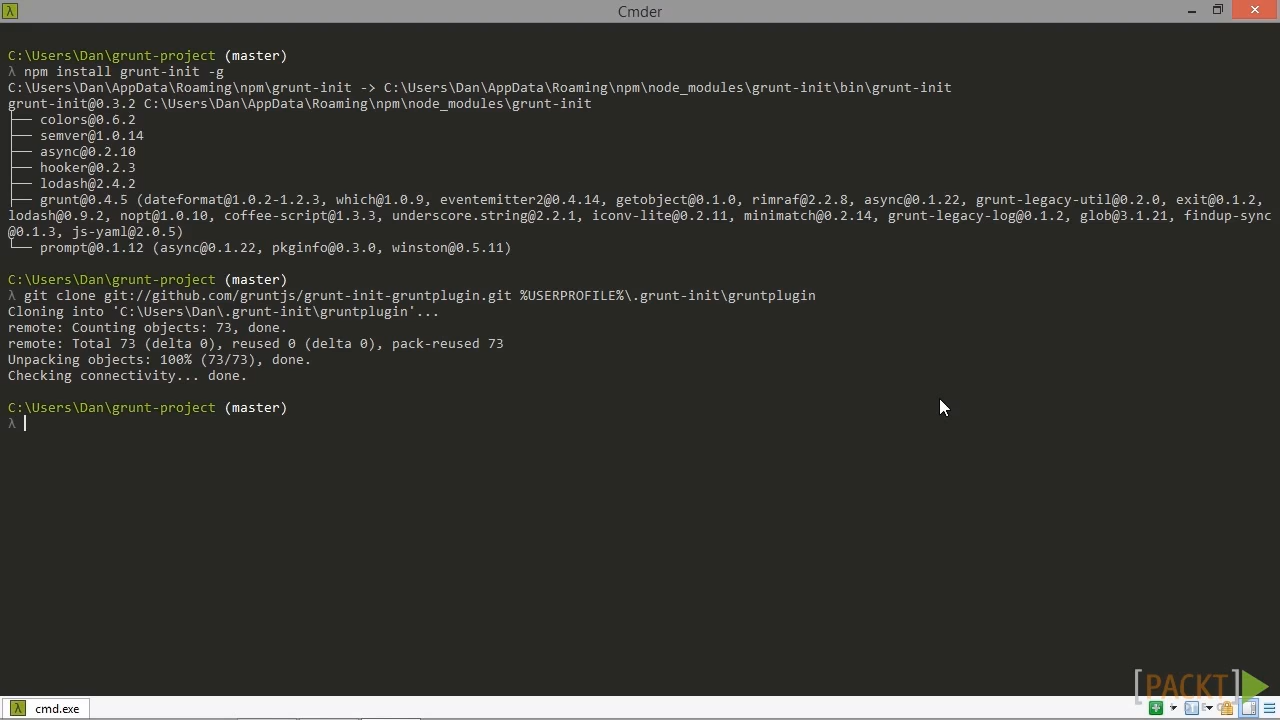 Cmder
C:\Users\Dan\grunt-project (master)
λ npm install grunt-init -g
C:\Users\Dan\AppData\Roaming\npm\grunt-init -> C:\Users\Dan\AppData\Roaming\npm\node_modules\grunt-init\bin\grunt-init
grunt-init@0.3.2 C:\Users\Dan\AppData\Roaming\npm\node_modules\grunt-init
├── colors@0.6.2
├── semver@1.0.14
├── async@0.2.10
├── hooker@0.2.3
├── lodash@2.4.2
├── grunt@0.4.5 (dateformat@1.0.2-1.2.3, which@1.0.9, eventemitter2@0.4.14, getobject@0.1.0, rimraf@2.2.8, async@0.1.22, grunt-legacy-util@0.2.0, exit@0.1.2,
lodash@0.9.2, nopt@1.0.10, coffee-script@1.3.3, underscore.string@2.2.1, iconv-lite@0.2.11, minimatch@0.2.14, grunt-legacy-log@0.1.2, glob@3.1.21, findup-sync
@0.1.3, js-yaml@2.0.5)
└── prompt@0.1.12 (async@0.1.22, pkginfo@0.3.0, winston@0.5.11)
C:\Users\Dan\grunt-project (master)
λ git clone git://github.com/gruntjs/grunt-init-gruntplugin.git %USERPROFILE%\.grunt-init\gruntplugin
Cloning into 'C:\Users\Dan\.grunt-init\gruntplugin'...
remote: Counting objects: 73, done.
remote: Total 73 (delta 0), reused 0 (delta 0), pack-reused 73
Unpacking objects: 100% (73/73), done.
Checking connectivity... done.
C:\Users\Dan\grunt-project (master)
λ
[PACKT]
cmd.exe